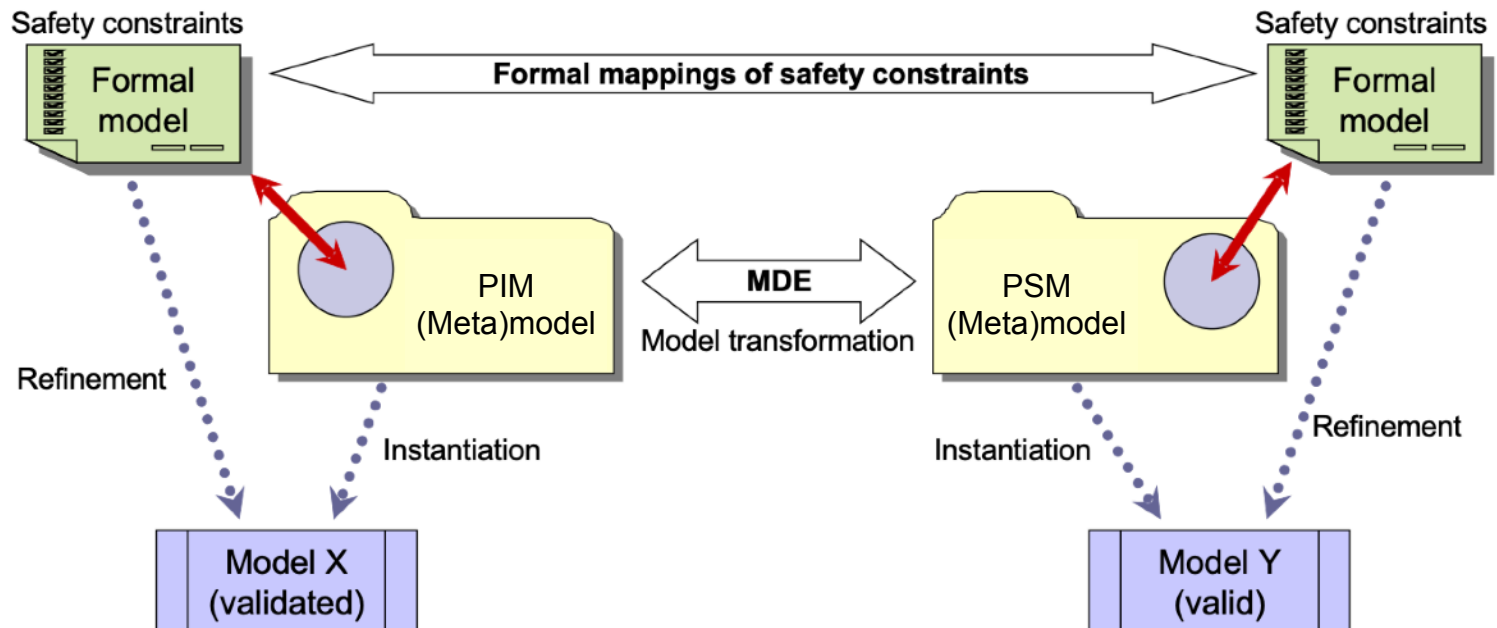 Safety constraints
Safety constraints
Formal
model
Formal mappings of safety constraints
Formal
model
PIM
(Meta)model
MDE
Model transformation
PSM
(Meta)model
Refinement
Instantiation
Instantiation
Refinement
Model X
(validated)
Model Y
(valid)